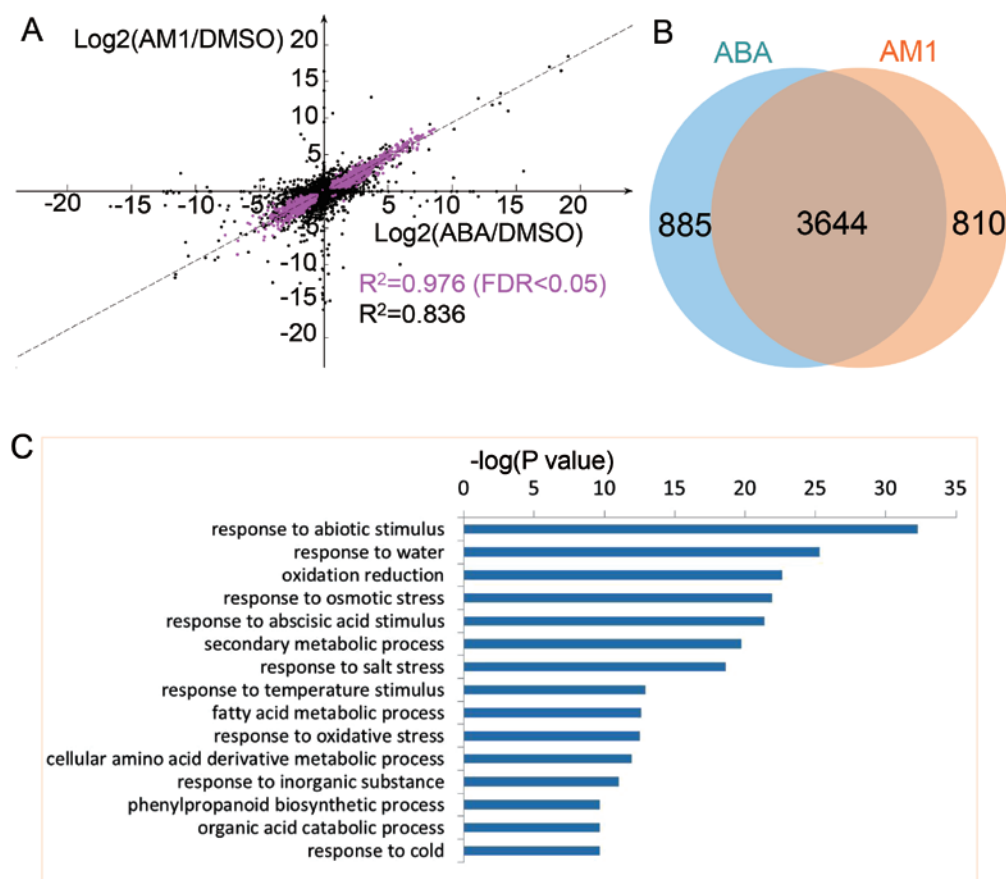 A
Log2(AM1/DMSO)
20
15
10
5
-20 -15 -10 -5 5 10 15 20
Log2(ABA/DMSO)
-5
-10
-15
-20
R²=0.976 (FDR<0.05)
R²=0.836
B
ABA AM1
885 3644 810
C
-log(P value)
0 5 10 15 20 25 30 35
response to abiotic stimulus
response to water
oxidation reduction
response to osmotic stress
response to abscisic acid stimulus
secondary metabolic process
response to salt stress
response to temperature stimulus
fatty acid metabolic process
response to oxidative stress
cellular amino acid derivative metabolic process
response to inorganic substance
phenylpropanoid biosynthetic process
organic acid catabolic process
response to cold